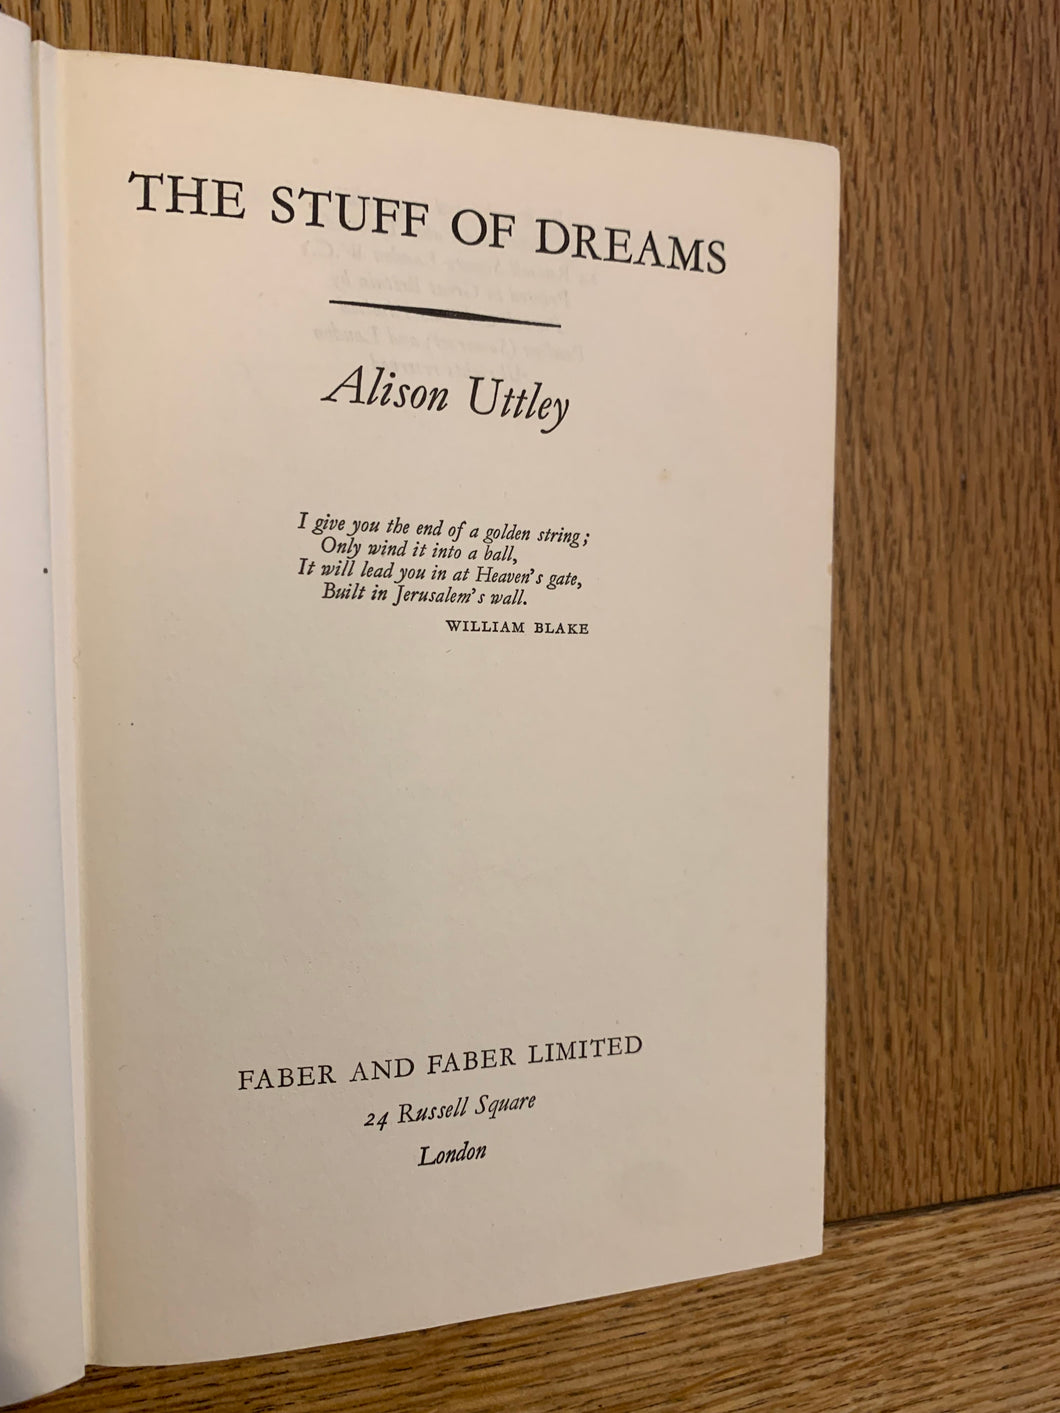 THE STUFF OF DREAMS
Alison Uttley
I give you the end of a golden string;
Only wind it into a ball,
It will lead you in at Heaven's gate,
Built in Jerusalem's wall.
WILLIAM BLAKE
FABER AND FABER LIMITED
24 Russell Square
London